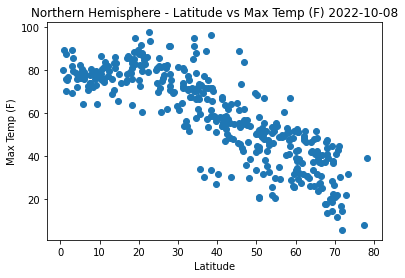 Northern Hemisphere - Latitude vs Max Temp (F) 2022-10-08
100
80
60
40
20
Max Temp (F)
0 10 20 30 40 50 60 70 80
Latitude